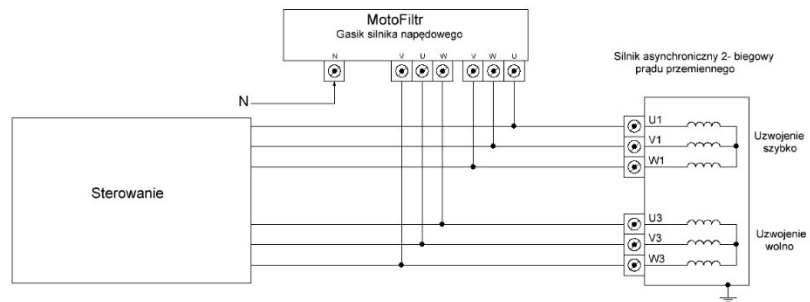 MotoFiltr
Gasik silnika napędowego
N V U W V W U
Silnik asynchroniczny 2- biegowy
prądu przemiennego
N
Sterowanie
U1
V1
W1
Uzwojenie
szybko
U3
V3
W3
Uzwojenie
wolno